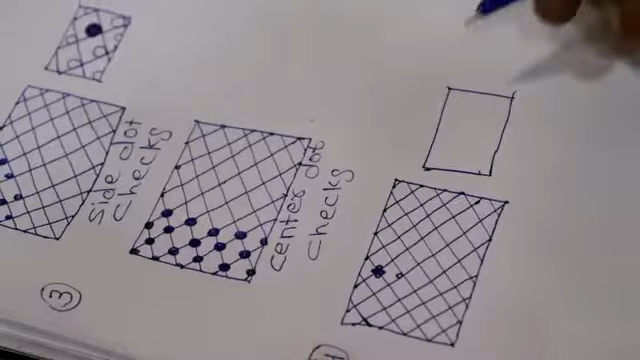 side dot
checks
center dot
checks
3